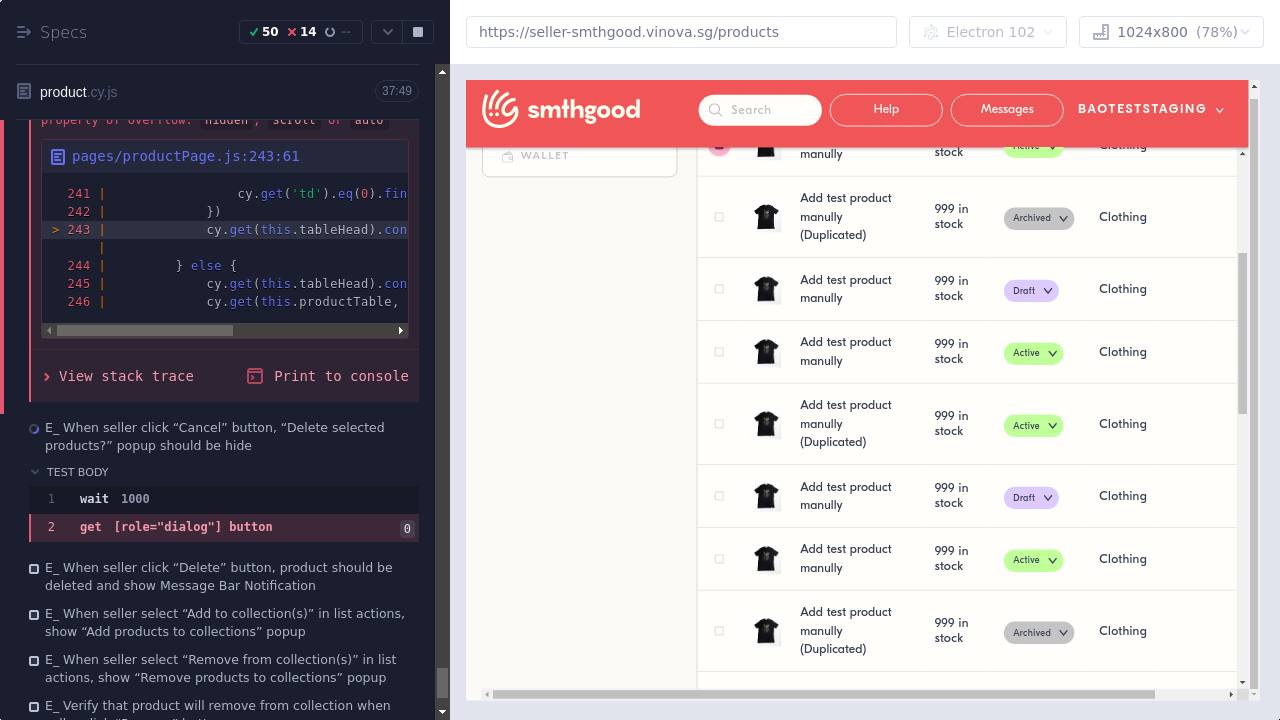 Specs
50 14 --
product.cy.js
37:49
property of overflow: hidden, scroll or auto
pages/productPage.js:243:61
241 | cy.get('td').eq(0).fin
242 | })
> 243 | cy.get(this.tableHead).con
|
244 | } else {
245 | cy.get(this.tableHead).con
246 | cy.get(this.productTable,
View stack trace
Print to console
E_ When seller click “Cancel” button, “Delete selected
products?” popup should be hide
TEST BODY
1 wait 1000
2 get [role="dialog"] button 0
E_ When seller click “Delete” button, product should be
deleted and show Message Bar Notification
E_ When seller select “Add to collection(s)” in list actions,
show “Add products to collections” popup
E_ When seller select “Remove from collection(s)” in list
actions, show “Remove products to collections” popup
E_ Verify that product will remove from collection when
https://seller-smthgood.vinova.sg/products
Electron 102
1024x800 (78%)
smthgood
Search
Help
Messages
BAOTESTSTAGING
WALLET
manully
stock
Active
Clothing
Add test product
manully
(Duplicated)
999 in
stock
Archived
Clothing
Add test product
manully
999 in
stock
Draft
Clothing
Add test product
manully
999 in
stock
Active
Clothing
Add test product
manully
(Duplicated)
999 in
stock
Active
Clothing
Add test product
manully
999 in
stock
Draft
Clothing
Add test product
manully
999 in
stock
Active
Clothing
Add test product
manully
(Duplicated)
999 in
stock
Archived
Clothing